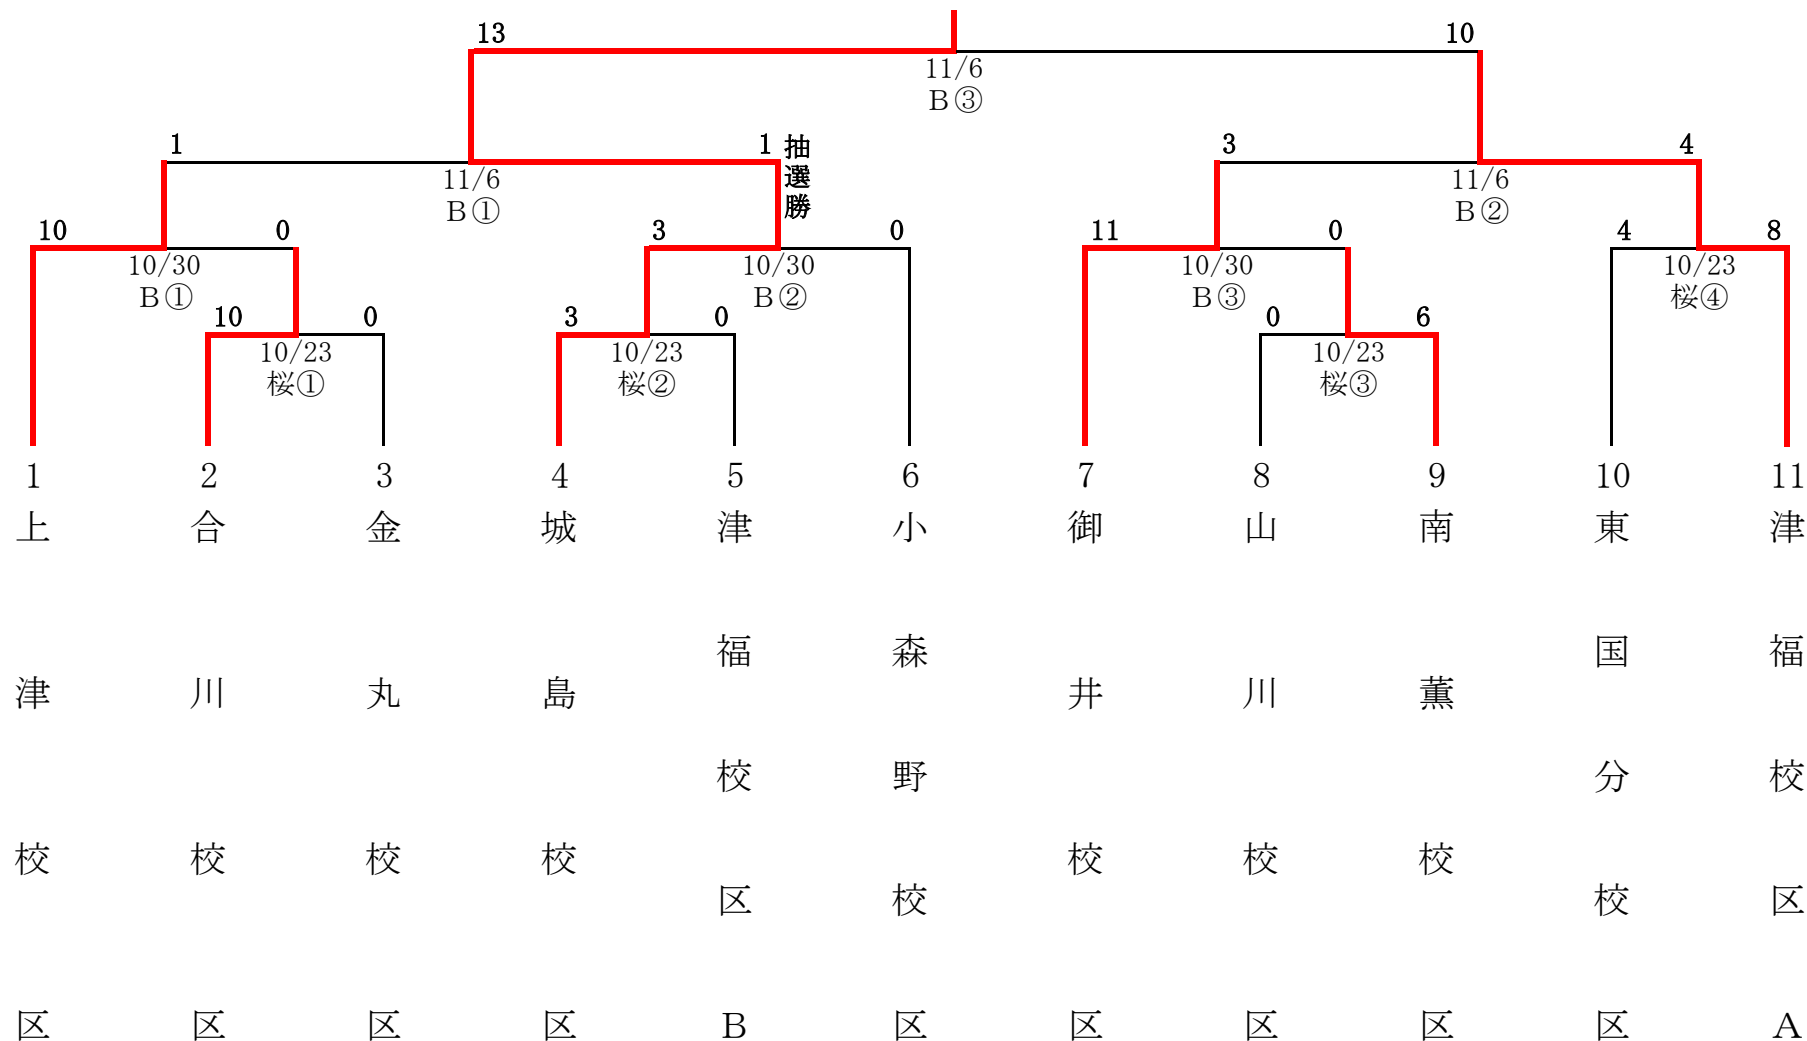 13 10
11/6
B③
1 1 抽選勝 3 4
11/6 11/6
B① B②
10 0 3 0 11 0 4 8
10/30 10/30 10/30 10/23
B① B② B③ 桜④
10 0 3 0 0 6
10/23 10/23 10/23
桜① 桜② 桜③
1 2 3 4 5 6 7 8 9 10 11
上津校区
合川校区
金丸校区
城島校区
津福校区B
小森野校区
御井校区
山川校区
南薫校区
東国分校区
津福校区A